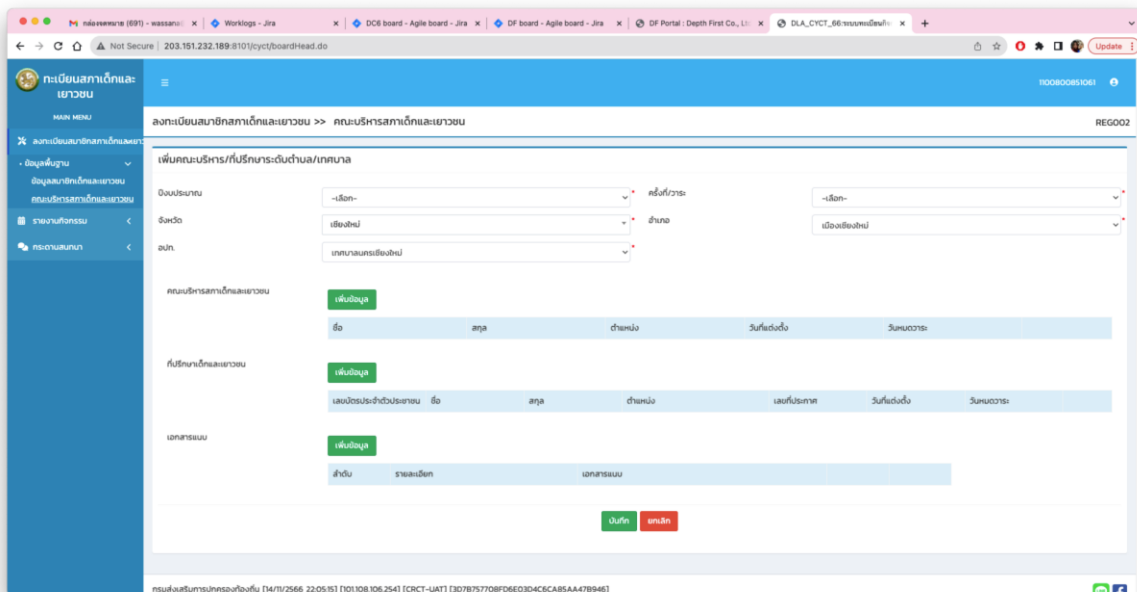 กล่องจดหมาย (691) - wassana
Worklogs - Jira
DC6 board - Agile board - Jira
DF board - Agile board - Jira
DF Portal : Depth First Co., Lt
DLA_CYCT_66:ระบบทะเบียนกิจ
Not Secure | 203.151.232.189:8101/cyct/boardHead.do
Update
ทะเบียนสภาเด็กและ
เยาวชน
1100800851061
MAIN MENU
ลงทะเบียนสมาชิกสภาเด็กและเยาวชน >> คณะบริหารสภาเด็กและเยาวชน
REG002
ลงทะเบียนสมาชิกสภาเด็กและเยาว
ข้อมูลพื้นฐาน
ข้อมูลสมาชิกเด็กและเยาวชน
คณะบริหารสภาเด็กและเยาวชน
รายงานกิจกรรม
กระดานสนทนา
เพิ่มคณะบริหาร/ที่ปรึกษาระดับตำบล/เทศบาล
ปีงบประมาณ -เลือก- * ครั้งที่/วาระ -เลือก- *
จังหวัด เชียงใหม่ * อำเภอ เมืองเชียงใหม่ *
อปท. เทศบาลนครเชียงใหม่ *
คณะบริหารสภาเด็กและเยาวชน เพิ่มข้อมูล
ชื่อ สกุล ตำแหน่ง วันที่แต่งตั้ง วันหมดวาระ
ที่ปรึกษาเด็กและเยาวชน เพิ่มข้อมูล
เลขบัตรประจำตัวประชาชน ชื่อ สกุล ตำแหน่ง เลขที่ประกาศ วันที่แต่งตั้ง วันหมดวาระ
เอกสารแนบ เพิ่มข้อมูล
ลำดับ รายละเอียด เอกสารแนบ
บันทึก ยกเลิก
กรมส่งเสริมการปกครองท้องถิ่น [14/11/2566 22:05:15] [101.108.106.254] [CRCT-UAT] [3D7B757708FD6E03D4C6CA85AA47B946]